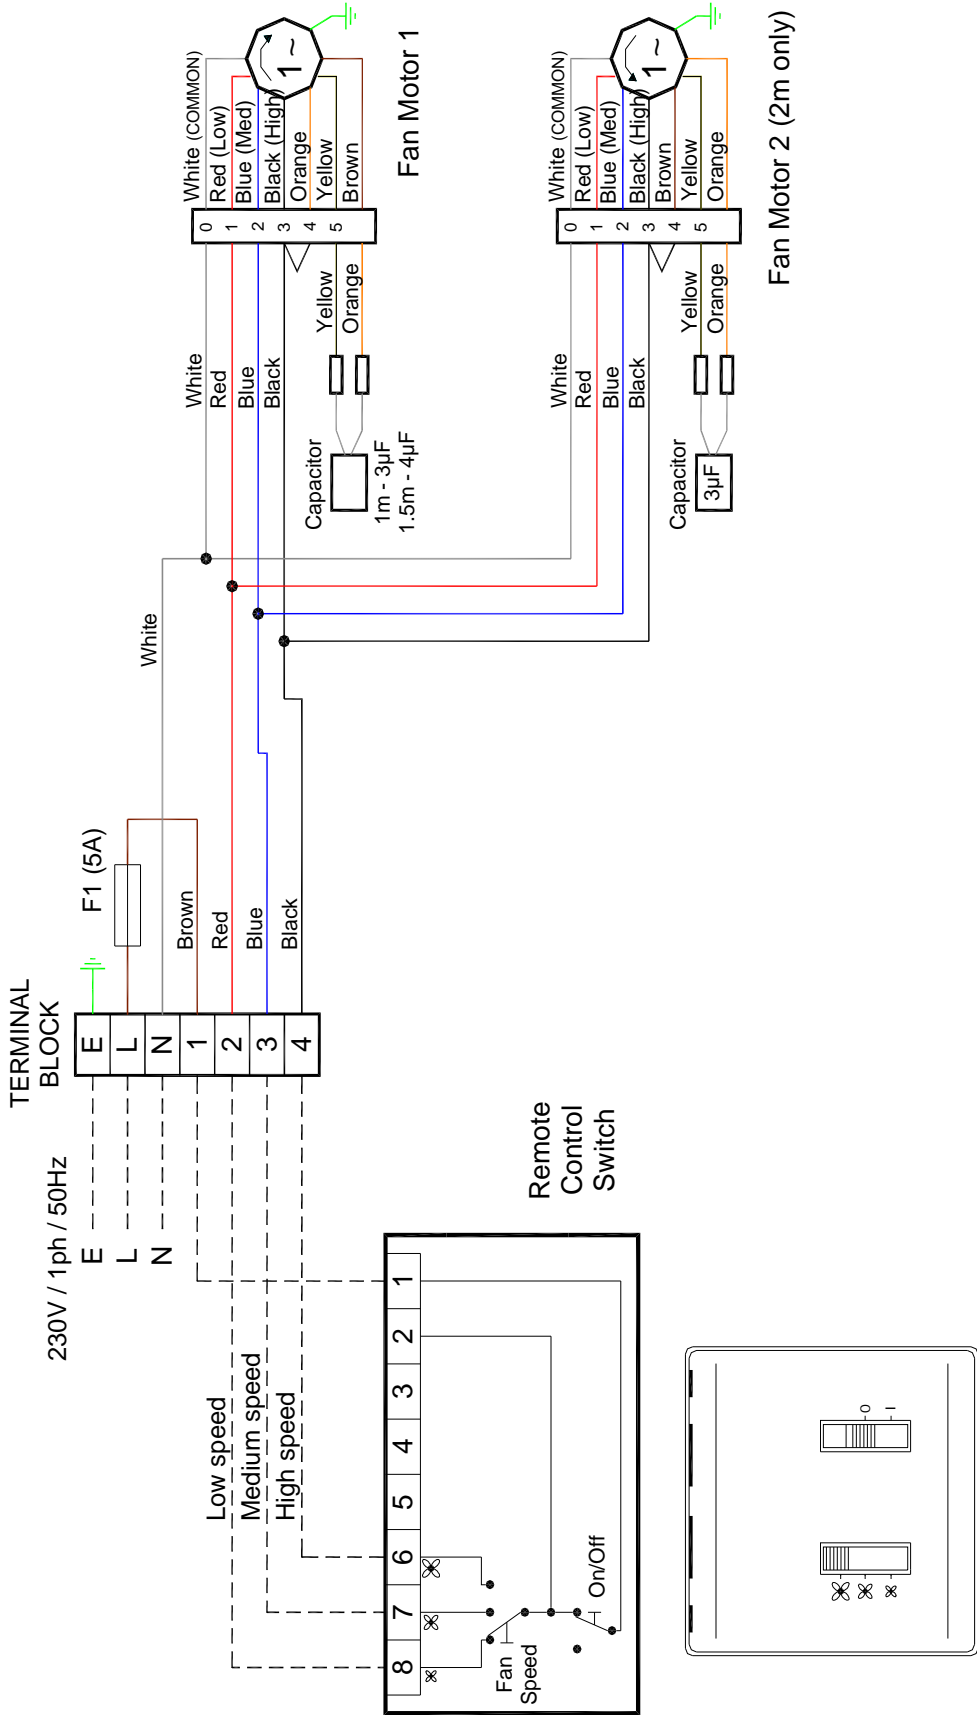 TERMINAL
BLOCK
230V / 1ph / 50Hz
E
L
N
E
L
N
1
2
3
4
F1 (5A)
White
Brown
Red
Blue
Black
White
Red
Blue
Black
Yellow
Orange
Capacitor
1m - 3µF
1.5m - 4µF
0
1
2
3
4
5
White (COMMON)
Red (Low)
Blue (Med)
Black (High)
Orange
Yellow
Brown
1~
Fan Motor 1
White
Red
Blue
Black
Yellow
Orange
Capacitor
3µF
0
1
2
3
4
5
White (COMMON)
Red (Low)
Blue (Med)
Black (High)
Brown
Yellow
Orange
1~
Fan Motor 2 (2m only)
Low speed
Medium speed
High speed
Remote
Control
Switch
8
7
6
5
4
3
2
1
Fan
Speed
On/Off
O
I